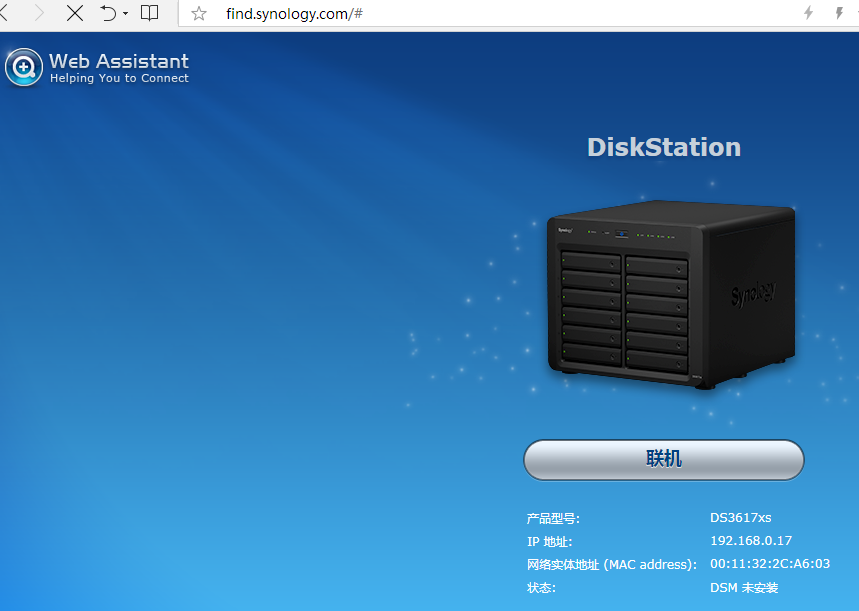 find.synology.com/#
Web Assistant
Helping You to Connect
DiskStation
Synology
Synology
联机
产品型号: DS3617xs
IP 地址: 192.168.0.17
网络实体地址 (MAC address): 00:11:32:2C:A6:03
状态: DSM 未安装